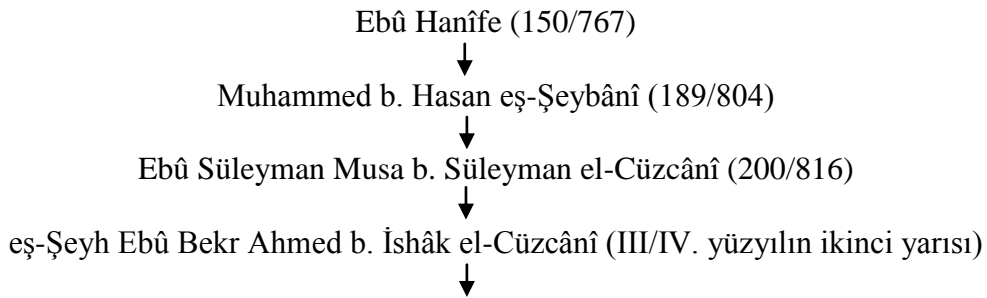 Ebû Hanîfe (150/767)
Muhammed b. Hasan eş-Şeybânî (189/804)
Ebû Süleyman Musa b. Süleyman el-Cüzcânî (200/816)
eş-Şeyh Ebû Bekr Ahmed b. İshâk el-Cüzcânî (III/IV. yüzyılın ikinci yarısı)